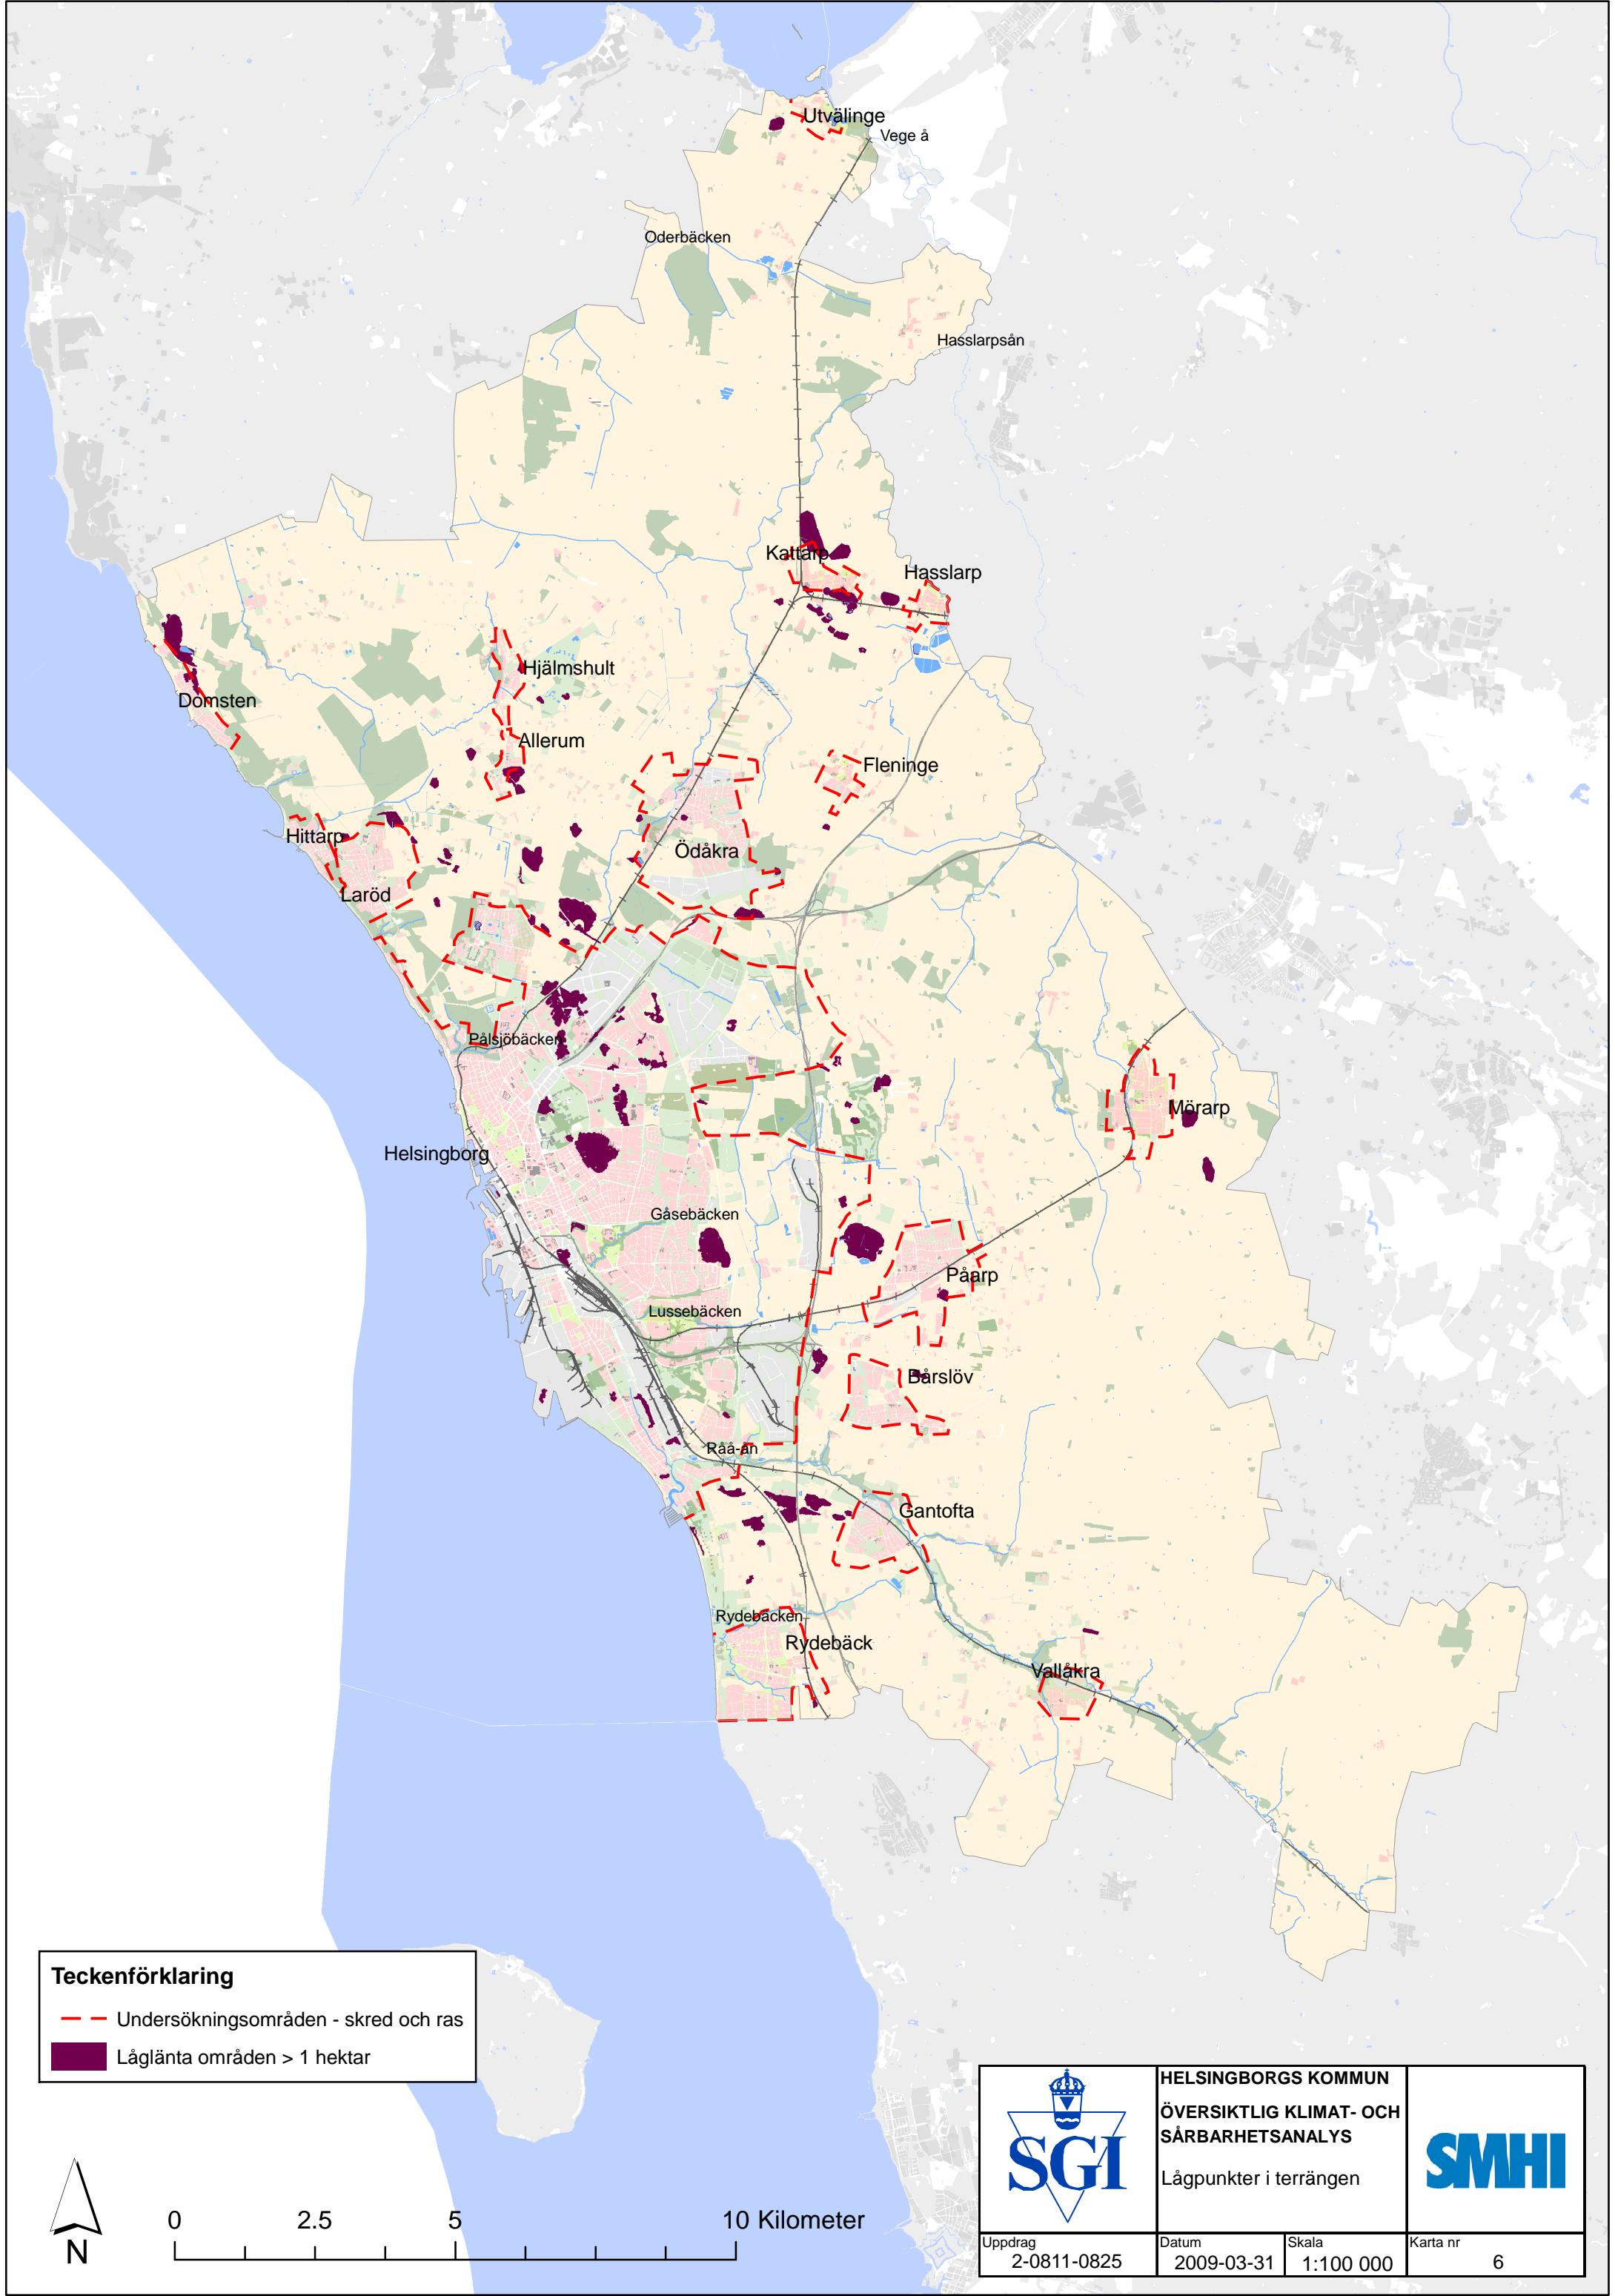 Utvälinge
Vege å
Oderbäcken
Hasslarpsån
Kattarp
Hasslarp
Hjälmshult
Domsten
Allerum
Fleninge
Hittarp
Ödåkra
Laröd
Pålsjöbäcken
Mörarp
Helsingborg
Gåsebäcken
Påarp
Lussebäcken
Bårslöv
Råå-ån
Gantofta
Rydebäcken
Rydebäck
Vallåkra
Teckenförklaring
Undersökningsområden - skred och ras
Låglänta områden > 1 hektar
N
0 2.5 5 10 Kilometer
SGI
HELSINGBORGS KOMMUN
ÖVERSIKTLIG KLIMAT- OCH
SÅRBARHETSANALYS
Lågpunkter i terrängen
SMHI
Uppdrag
2-0811-0825
Datum
2009-03-31
Skala
1:100 000
Karta nr
6